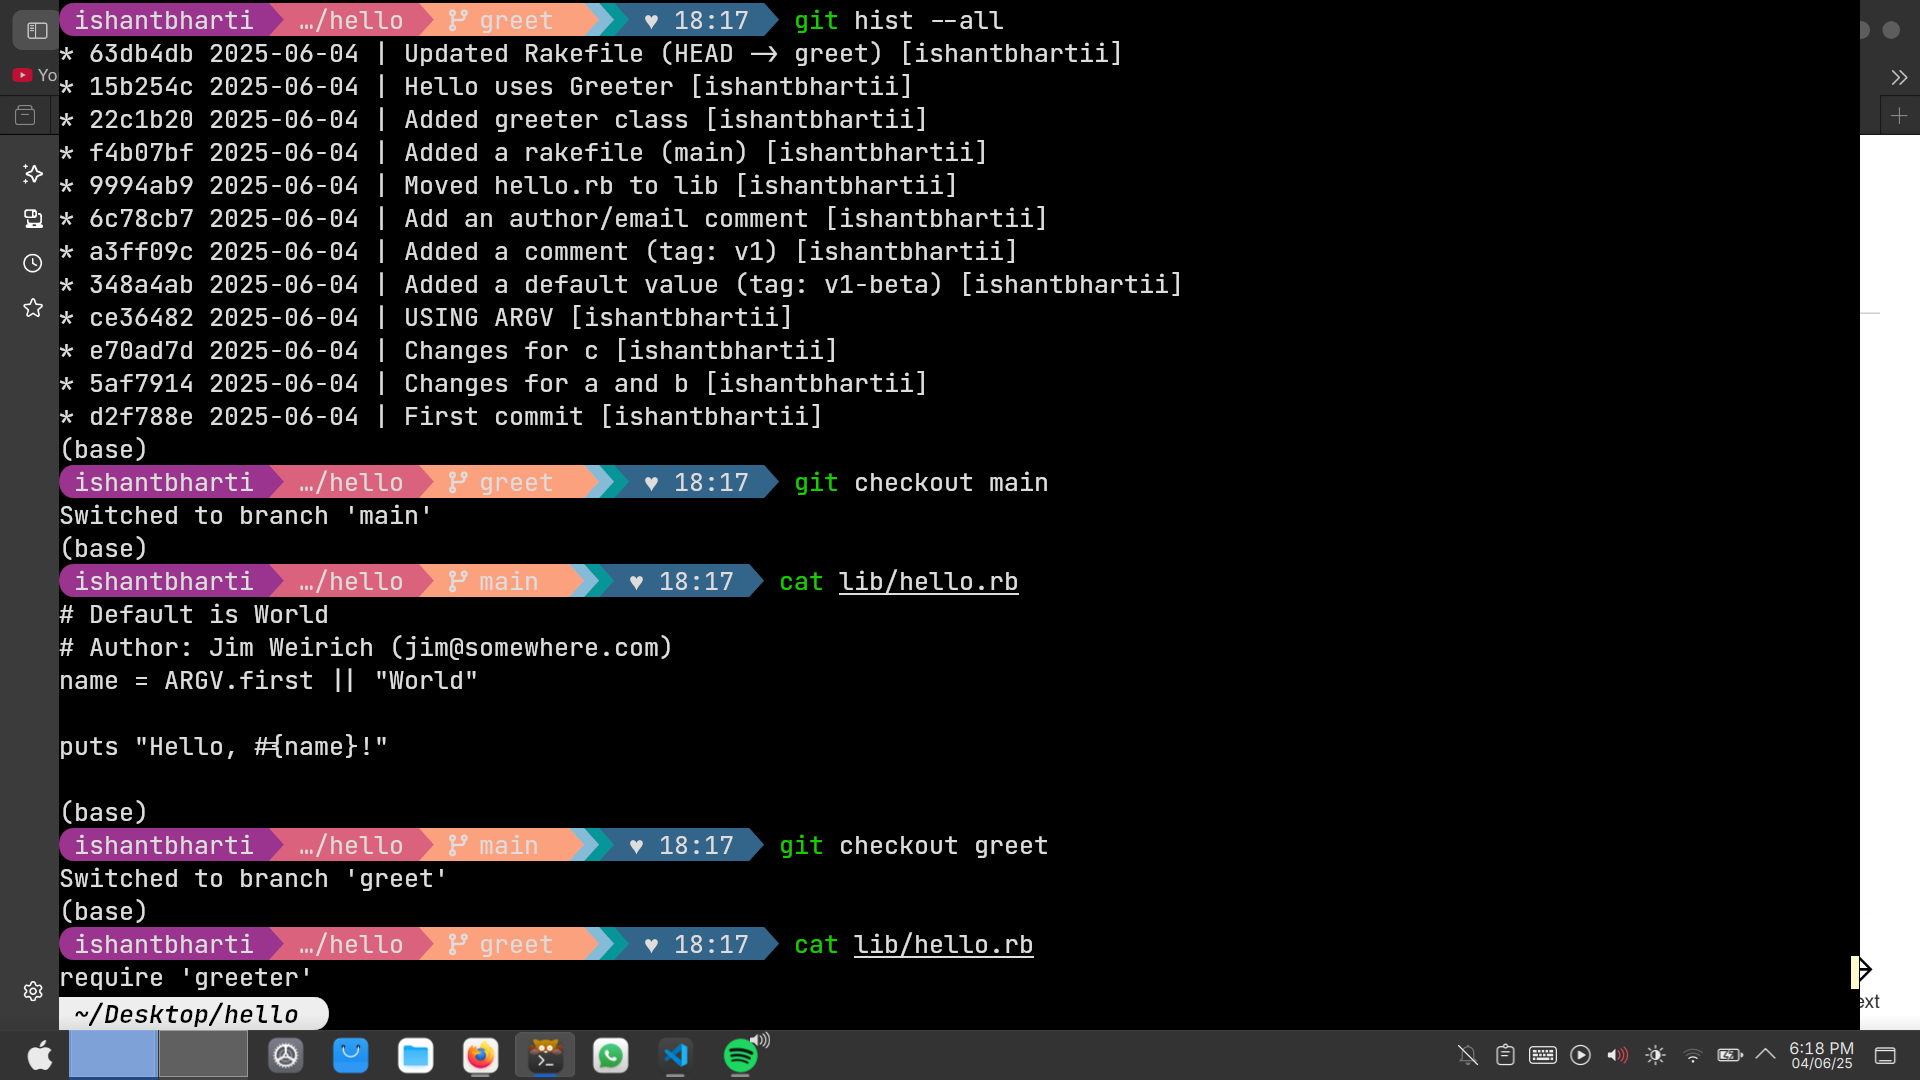 ishantbharti …/hello greet ♥ 18:17 git hist --all
* 63db4db 2025-06-04 | Updated Rakefile (HEAD -> greet) [ishantbhartii]
Yo
* 15b254c 2025-06-04 | Hello uses Greeter [ishantbhartii]
* 22c1b20 2025-06-04 | Added greeter class [ishantbhartii]
* f4b07bf 2025-06-04 | Added a rakefile (main) [ishantbhartii]
* 9994ab9 2025-06-04 | Moved hello.rb to lib [ishantbhartii]
* 6c78cb7 2025-06-04 | Add an author/email comment [ishantbhartii]
* a3ff09c 2025-06-04 | Added a comment (tag: v1) [ishantbhartii]
* 348a4ab 2025-06-04 | Added a default value (tag: v1-beta) [ishantbhartii]
* ce36482 2025-06-04 | USING ARGV [ishantbhartii]
* e70ad7d 2025-06-04 | Changes for c [ishantbhartii]
* 5af7914 2025-06-04 | Changes for a and b [ishantbhartii]
* d2f788e 2025-06-04 | First commit [ishantbhartii]
(base)
ishantbharti …/hello greet ♥ 18:17 git checkout main
Switched to branch 'main'
(base)
ishantbharti …/hello main ♥ 18:17 cat lib/hello.rb
# Default is World
# Author: Jim Weirich (jim@somewhere.com)
name = ARGV.first || "World"
puts "Hello, #{name}!"
(base)
ishantbharti …/hello main ♥ 18:17 git checkout greet
Switched to branch 'greet'
(base)
ishantbharti …/hello greet ♥ 18:17 cat lib/hello.rb
require 'greeter'
ext
~/Desktop/hello
6:18 PM
04/06/25